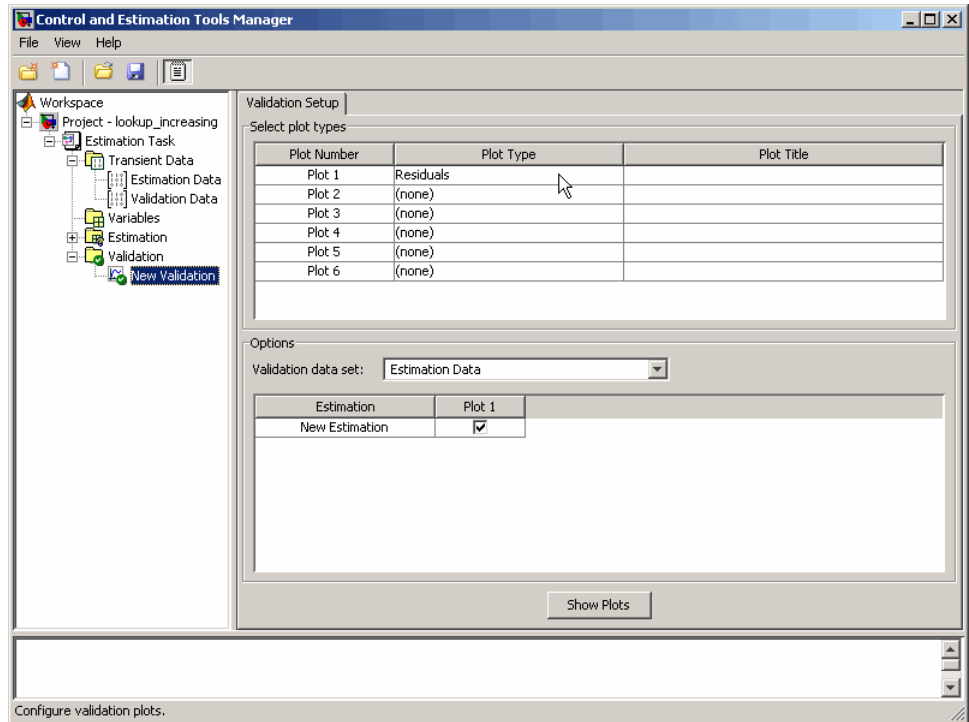 Control and Estimation Tools Manager
File View Help
Workspace
Project - lookup_increasing
Estimation Task
Transient Data
Estimation Data
Validation Data
Variables
Estimation
Validation
New Validation
Validation Setup
Select plot types
Plot Number Plot Type Plot Title
Plot 1 Residuals
Plot 2 (none)
Plot 3 (none)
Plot 4 (none)
Plot 5 (none)
Plot 6 (none)
Options
Validation data set: Estimation Data
Estimation Plot 1
New Estimation
Show Plots
Configure validation plots.